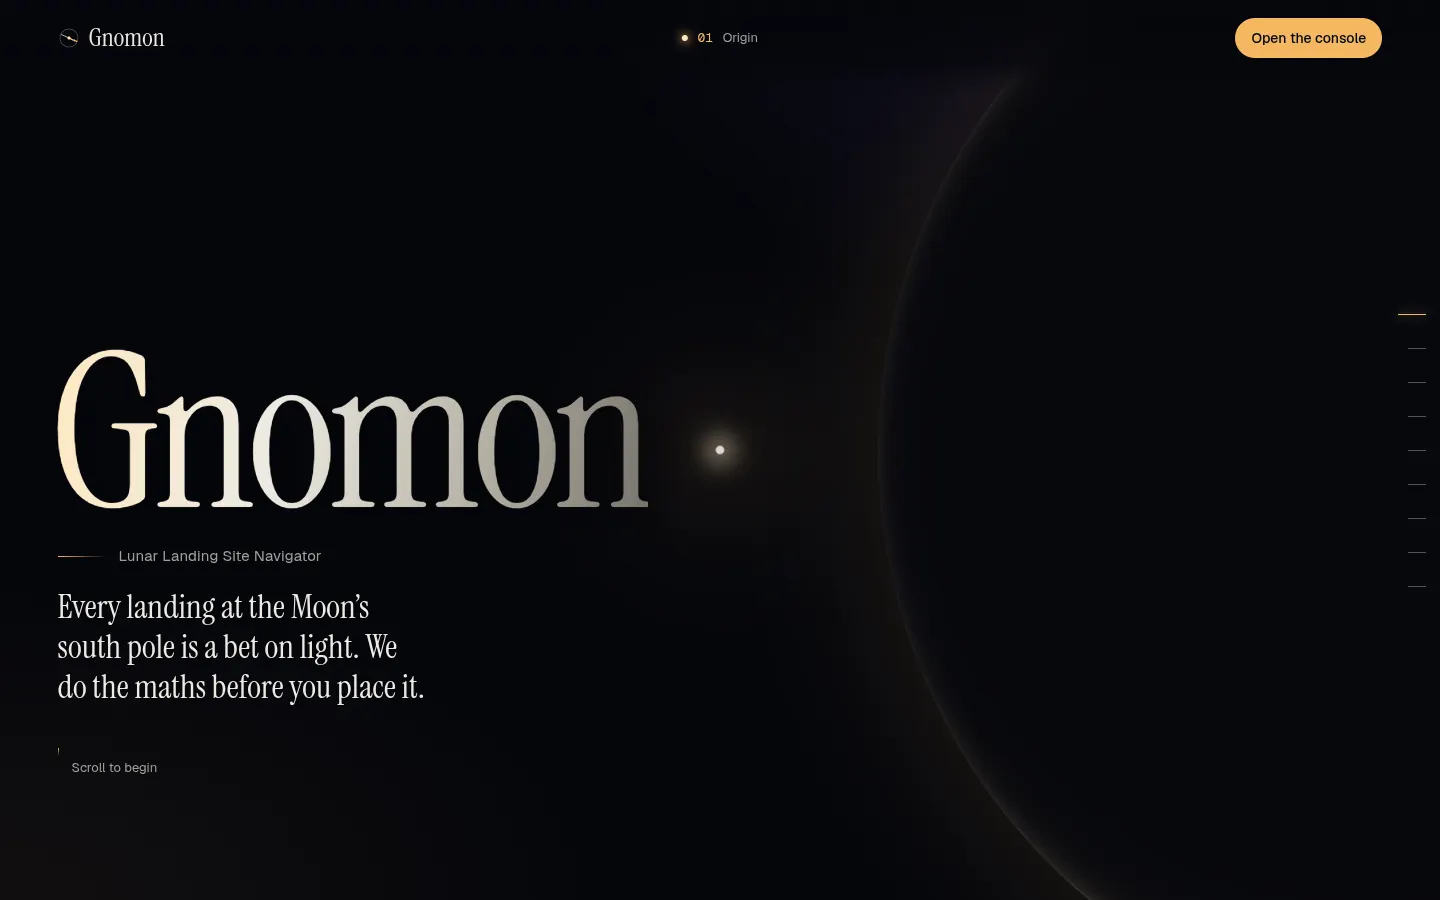 Gnomon
01 Origin
Open the console
Gnomon
Lunar Landing Site Navigator
Every landing at the Moon’s
south pole is a bet on light. We
do the maths before you place it.
Scroll to begin